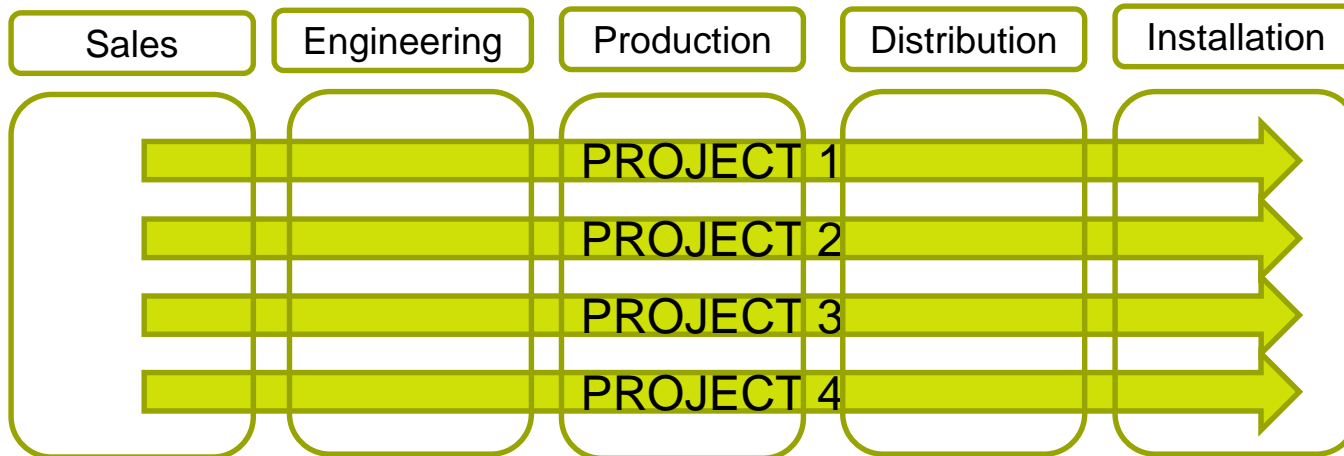 Sales
Engineering
Production
Distribution
Installation
PROJECT 1
PROJECT 2
PROJECT 3
PROJECT 4